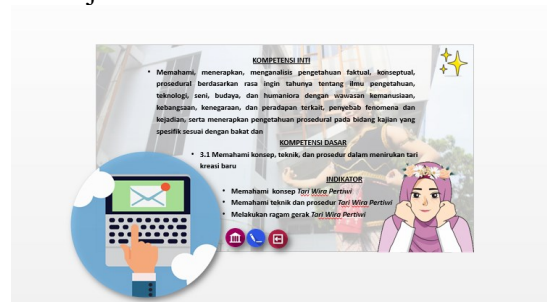 KOMPETENSI INTI
• Memahami, menerapkan, menganalisis pengetahuan faktual, konseptual,
prosedural berdasarkan rasa ingin tahunya tentang ilmu pengetahuan,
teknologi, seni, budaya, dan humaniora dengan wawasan kemanusiaan,
kebangsaan, kenegaraan, dan peradapan terkait, penyebab fenomena dan
kejadian, serta menerapkan pengetahuan prosedural pada bidang kajian yang
spesifik sesuai dengan bakat dan
KOMPETENSI DASAR
• 3.1 Memahami konsep, teknik, dan prosedur dalam menirukan tari
kreasi baru
INDIKATOR
• Memahami konsep Tari Wira Pertiwi
• Memahami teknik dan prosedur Tari Wira Pertiwi
• Melakukan ragam gerak Tari Wira Pertiwi